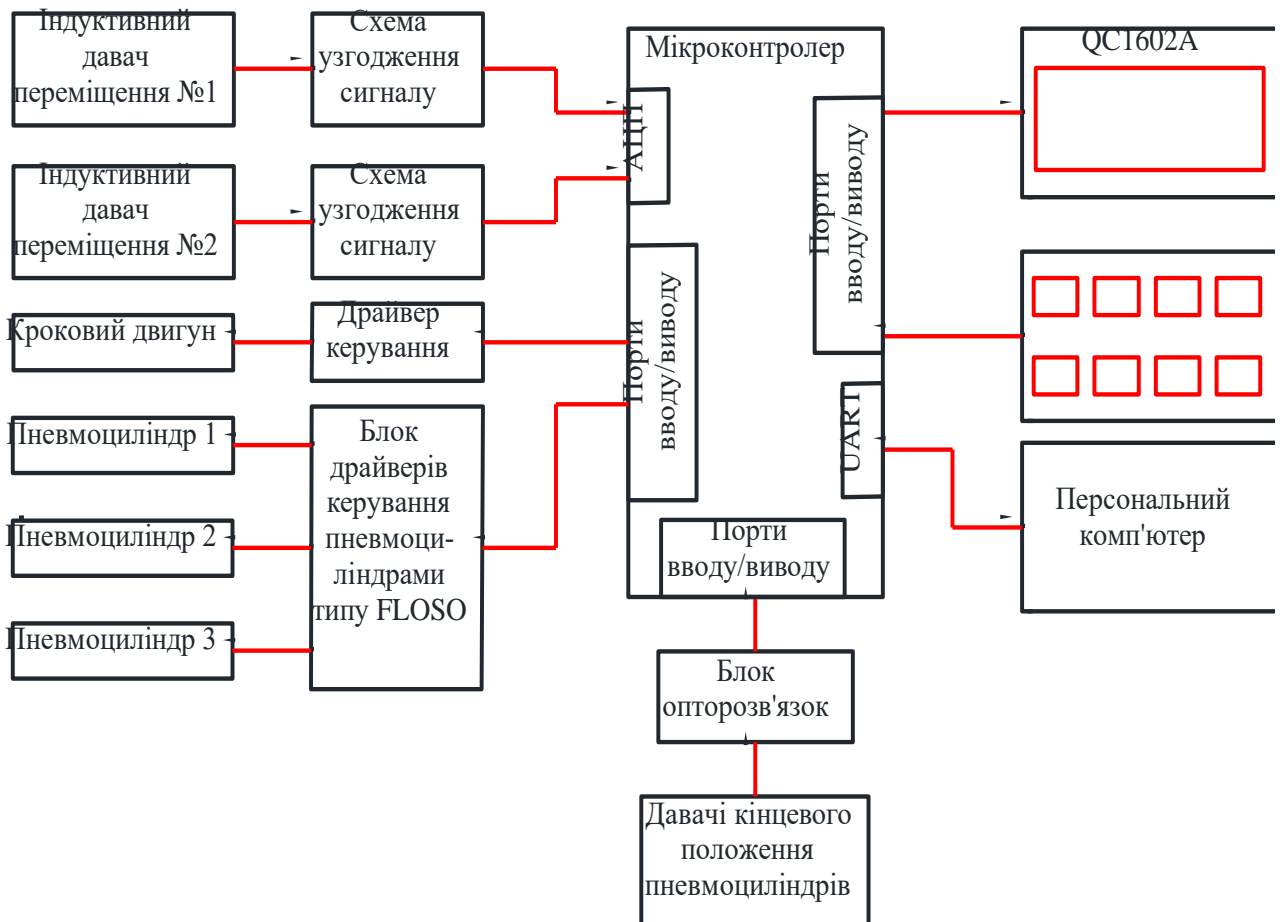 Індуктивний
давач
переміщення №1
Схема
узгодження
сигналу
Індуктивний
давач
переміщення №2
Схема
узгодження
сигналу
Кроковий двигун
Драйвер
керування
Пневмоциліндр 1
Пневмоциліндр 2
Пневмоциліндр 3
Блок
драйверів
керування
пневмоци-
ліндрами
типу FLOSO
Мікроконтролер
АЦП
Порти
вводу/виводу
Порти
вводу/виводу
UART
Порти
вводу/виводу
Блок
опторозв'язок
Давачі кінцевого
положення
пневмоциліндрів
QC1602A
Персональний
комп'ютер